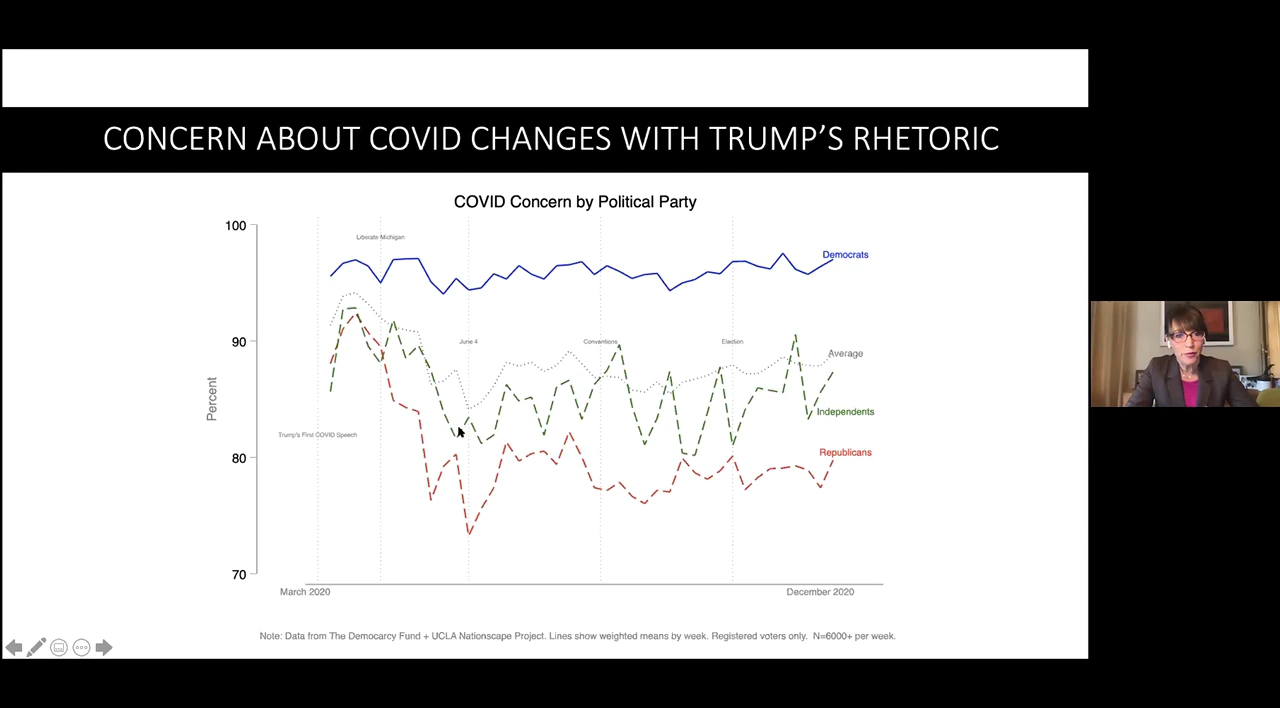 CONCERN ABOUT COVID CHANGES WITH TRUMP'S RHETORIC
COVID Concern by Political Party
100
Liberate Michigan
Democrats
90
June 4
Conventions
Election
Average
Percent
Independents
Trump's First COVID Speech
80
Republicans
70
March 2020
December 2020
Note: Data from The Democarcy Fund + UCLA Nationscape Project. Lines show weighted means by week. Registered voters only. N=6000+ per week.